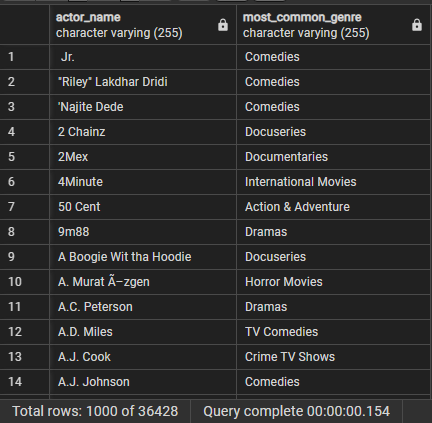 actor_name
character varying (255)
most_common_genre
character varying (255)
1 Jr. Comedies
2 "Riley" Lakdhar Dridi Comedies
3 'Najite Dede Comedies
4 2 Chainz Docuseries
5 2Mex Documentaries
6 4Minute International Movies
7 50 Cent Action & Adventure
8 9m88 Dramas
9 A Boogie Wit tha Hoodie Docuseries
10 A. Murat Ã–zgen Horror Movies
11 A.C. Peterson Dramas
12 A.D. Miles TV Comedies
13 A.J. Cook Crime TV Shows
14 A.J. Johnson Comedies
Total rows: 1000 of 36428 Query complete 00:00:00.154